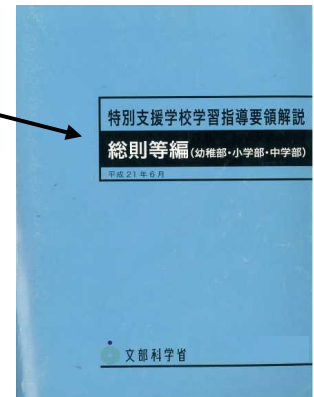 特別支援学校学習指導要領解説
総則等編(幼稚部・小学部・中学部)
平成21年6月
文部科学省